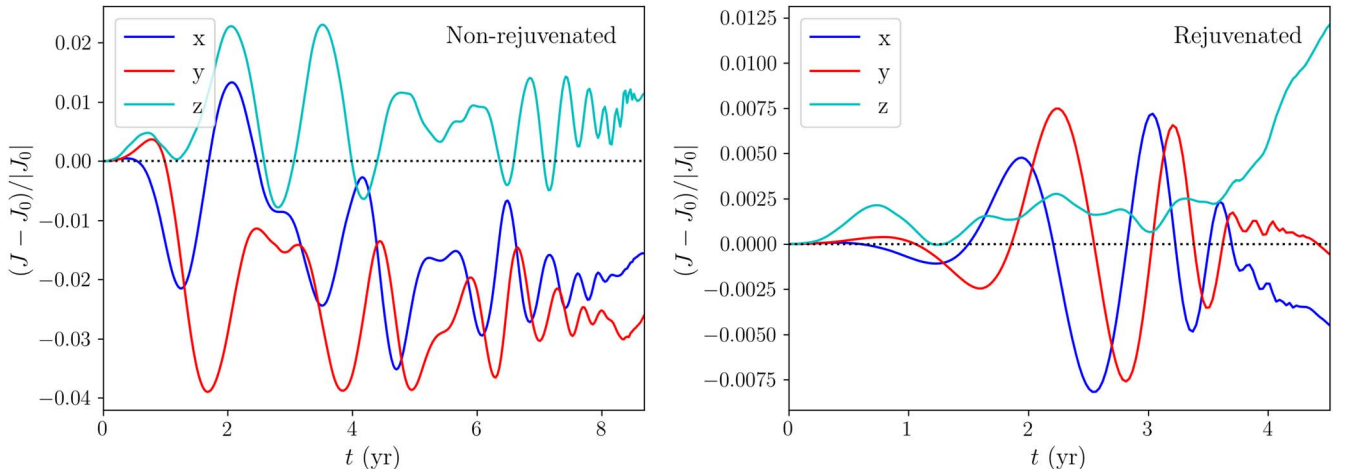 Non-rejuvenated
x
y
z
0.02
0.01
0.00
−0.01
−0.02
−0.03
−0.04
(J − J₀)/|J₀|
0 2 4 6 8
t (yr)
Rejuvenated
x
y
z
0.0125
0.0100
0.0075
0.0050
0.0025
0.0000
−0.0025
−0.0050
−0.0075
(J − J₀)/|J₀|
0 1 2 3 4
t (yr)